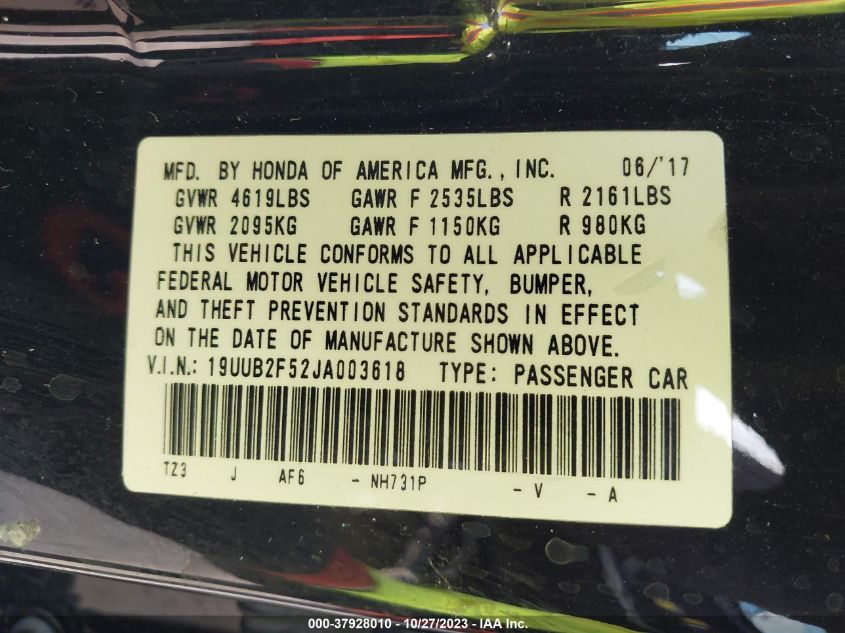 MFD. BY HONDA OF AMERICA MFG., INC. 06/'17
GVWR 4619LBS GAWR F 2535LBS R 2161LBS
GVWR 2095KG GAWR F 1150KG R 980KG
THIS VEHICLE CONFORMS TO ALL APPLICABLE
FEDERAL MOTOR VEHICLE SAFETY, BUMPER,
AND THEFT PREVENTION STANDARDS IN EFFECT
ON THE DATE OF MANUFACTURE SHOWN ABOVE.
V.I.N.: 19UUB2F52JA003618 TYPE: PASSENGER CAR
TZ3 J AF6 - NH731P - V - A
000-37928010 - 10/27/2023 - IAA Inc.